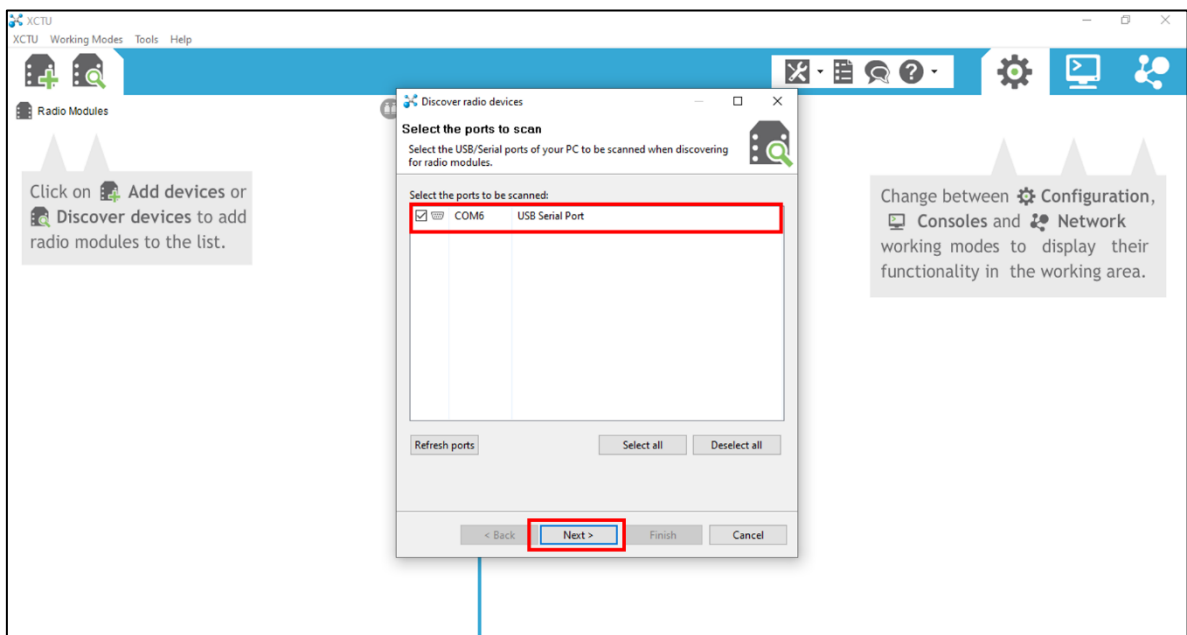 XCTU
XCTU Working Modes Tools Help
Radio Modules
Click on Add devices or
Discover devices to add
radio modules to the list.
Discover radio devices
Select the ports to scan
Select the USB/Serial ports of your PC to be scanned when discovering
for radio modules.
Select the ports to be scanned:
COM6 USB Serial Port
Refresh ports Select all Deselect all
< Back Next > Finish Cancel
Change between Configuration,
Consoles and Network
working modes to display their
functionality in the working area.